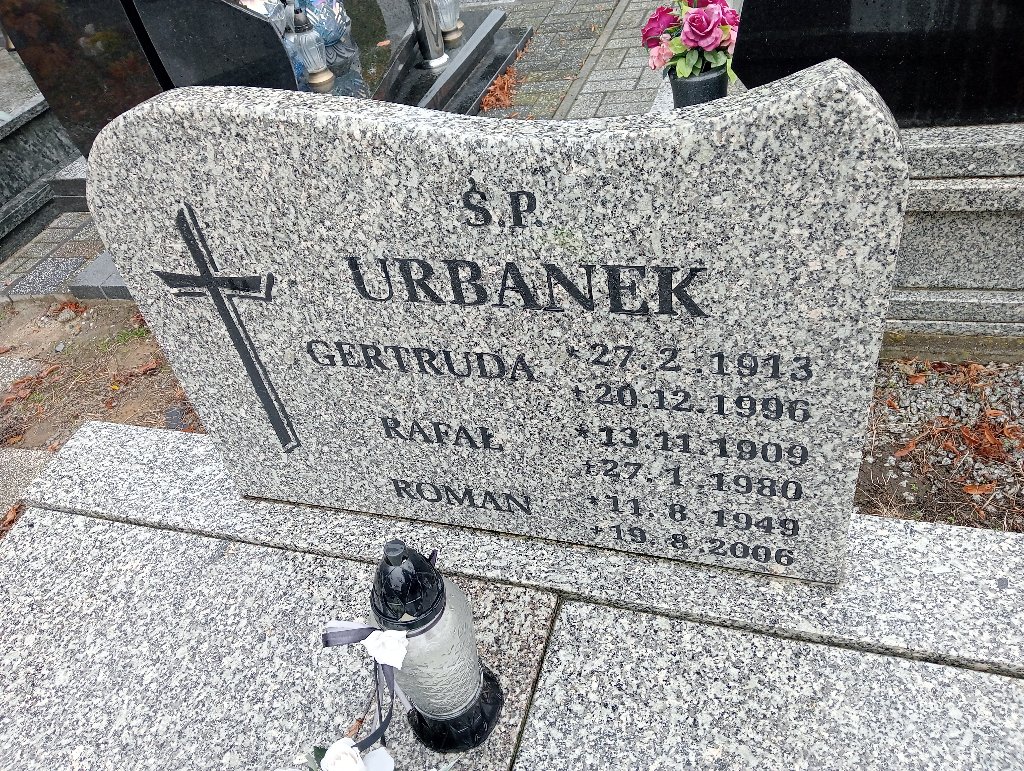 Ś.P.
URBANEK
GERTRUDA *27.2.1913
†20.12.1996
RAFAŁ *13.11.1909
†27.1.1980
ROMAN *11.8.1949
†19.8.2006